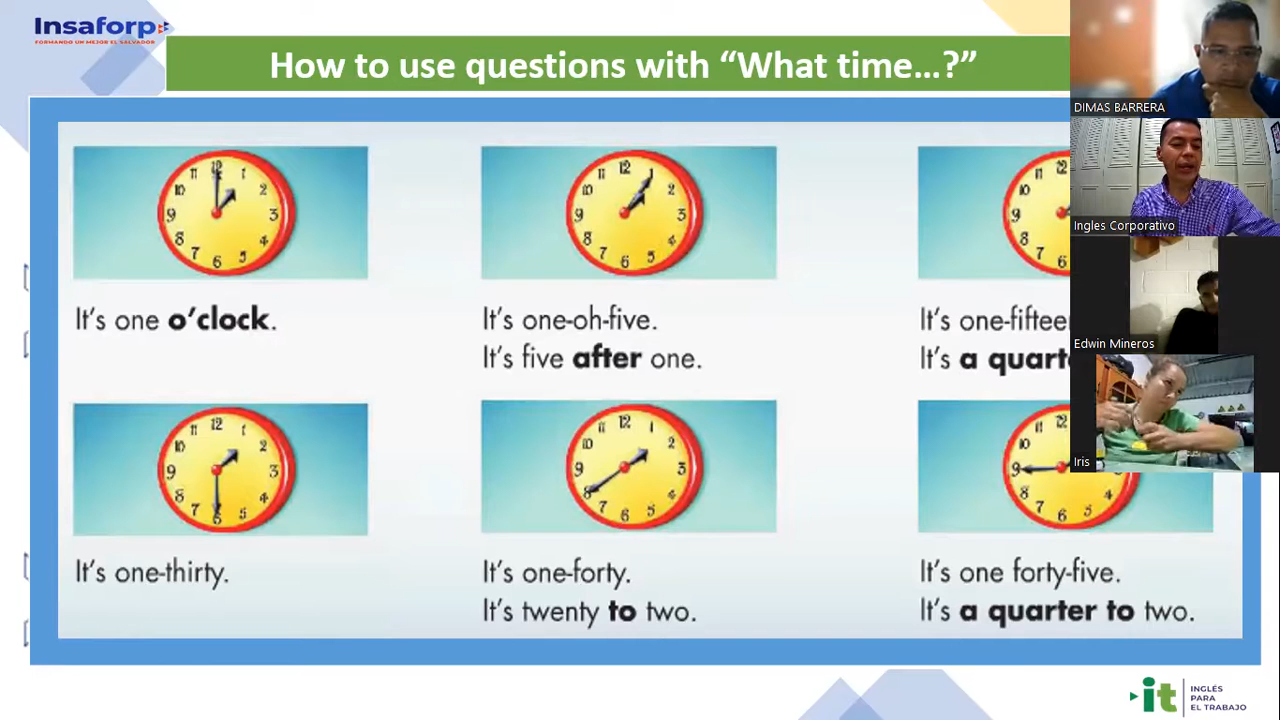 Insaforp
FORMANDO UN MEJOR EL SALVADOR
How to use questions with “What time…?”
It's one o'clock.
It's one-oh-five.
It's five after one.
It's one-fifteen
It's a quart
It's one-thirty.
It's one-forty.
It's twenty to two.
It's one forty-five.
It's a quarter to two.
DIMAS BARRERA
Ingles Corporativo
Edwin Mineros
Iris
it
INGLÉS
PARA
EL TRABAJO